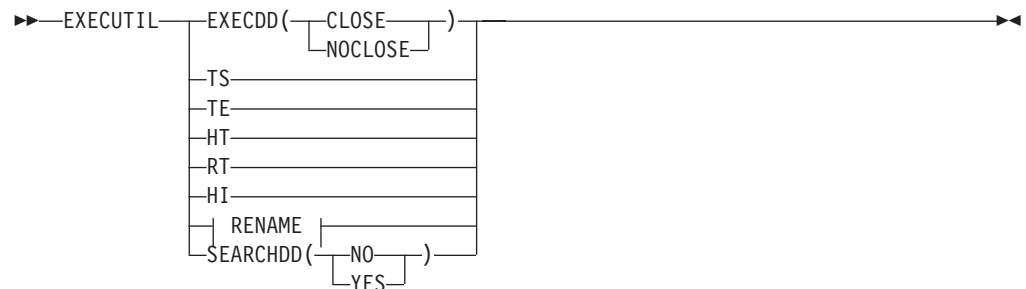 EXECUTIL EXECDD( CLOSE )
NOCLOSE
TS
TE
HT
RT
HI
RENAME
SEARCHDD( NO )
YES